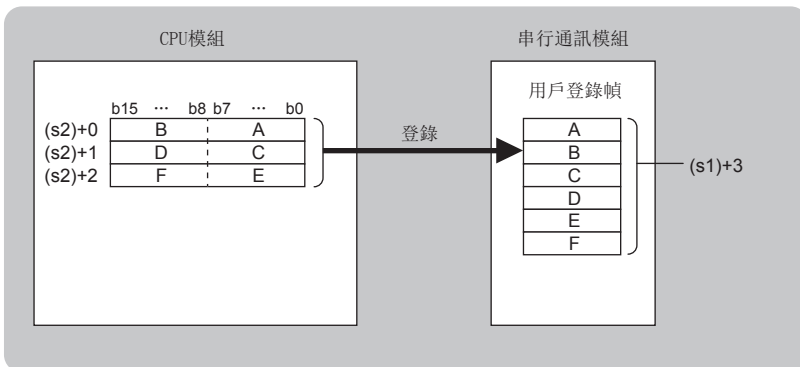 CPU模組
串行通訊模組
用戶登錄幀
b15 … b8 b7 … b0
(s2)+0 B A
(s2)+1 D C
(s2)+2 F E
登錄
A
B
C
D
E
F
(s1)+3